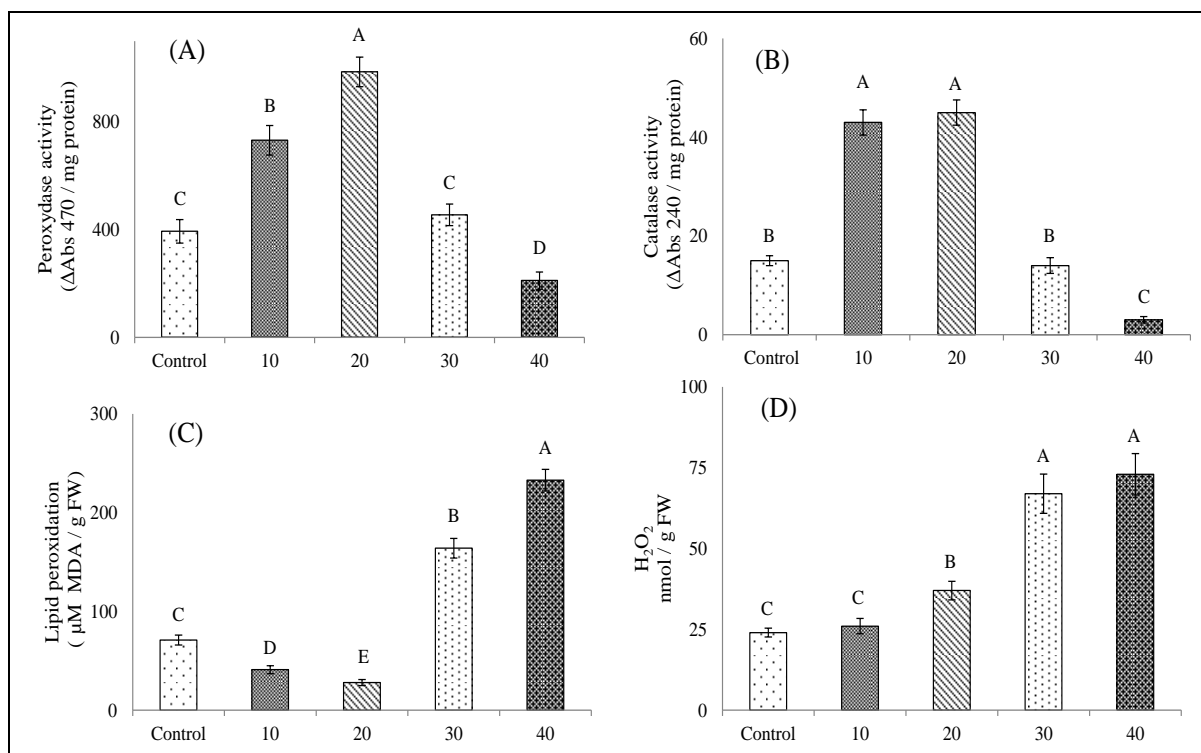 (A)
Peroxydase activity
(ΔAbs 470 / mg protein)
800
400
0
C
B
A
C
D
Control 10 20 30 40
(B)
Catalase activity
(ΔAbs 240 / mg protein)
60
40
20
0
B
A
A
B
C
Control 10 20 30 40
(C)
Lipid peroxidation
( µM MDA / g FW)
300
200
100
0
C
D
E
B
A
Control 10 20 30 40
(D)
H₂O₂
nmol / g FW
100
75
50
25
0
C
C
B
A
A
Control 10 20 30 40